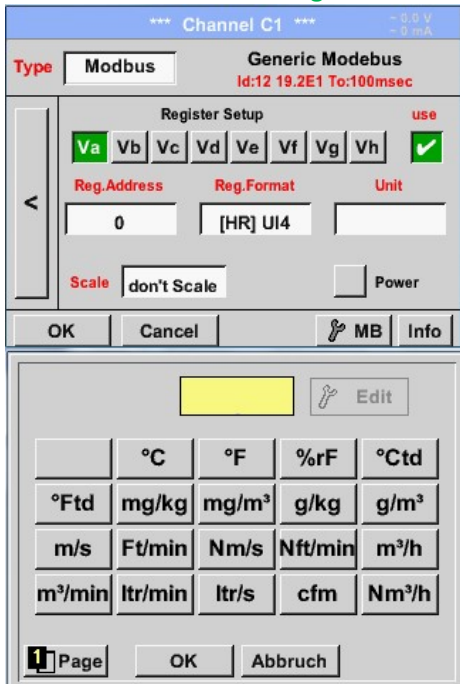 *** Channel C1 ***
~ 0.0 V
~ 0 mA
Type
Modbus
Generic Modebus
Id:12 19.2E1 To:100msec
Register Setup
use
Va Vb Vc Vd Ve Vf Vg Vh
Reg.Address Reg.Format Unit
<
0 [HR] UI4
Scale don't Scale Power
OK Cancel MB Info
Edit
°C °F %rF °Ctd
°Ftd mg/kg mg/m³ g/kg g/m³
m/s Ft/min Nm/s Nft/min m³/h
m³/min ltr/min ltr/s cfm Nm³/h
1 Page OK Abbruch